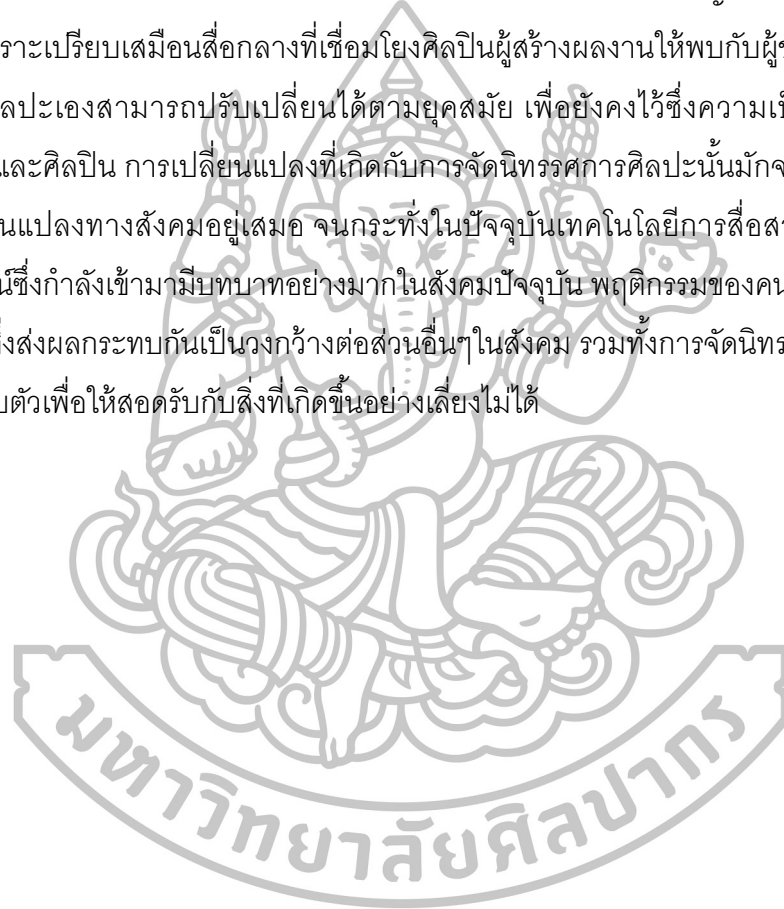 ราะเปรียบเสมือนสื่อกลางที่เชื่อมโยงศิลปินผู้สร้างผลงานให้พบกับผู้
ลปะเองสามารถปรับเปลี่ยนได้ตามยุคสมัย เพื่อยังคงไว้ซึ่งความเป็
และศิลปิน การเปลี่ยนแปลงที่เกิดกับการจัดนิทรรศการศิลปะนั้นมักจ
นแปลงทางสังคมอยู่เสมอ จนกระทั่งในปัจจุบันเทคโนโลยีการสื่อส
น์ซึ่งกำลังเข้ามามีบทบาทอย่างมากในสังคมปัจจุบัน พฤติกรรมของคน
ึ่งส่งผลกระทบกันเป็นวงกว้างต่อส่วนอื่นๆในสังคม รวมทั้งการจัดนิทร
บตัวเพื่อให้สอดรับกับสิ่งที่เกิดขึ้นอย่างเลี่ยงไม่ได้
มหาวิทยาลัยศิลปากร